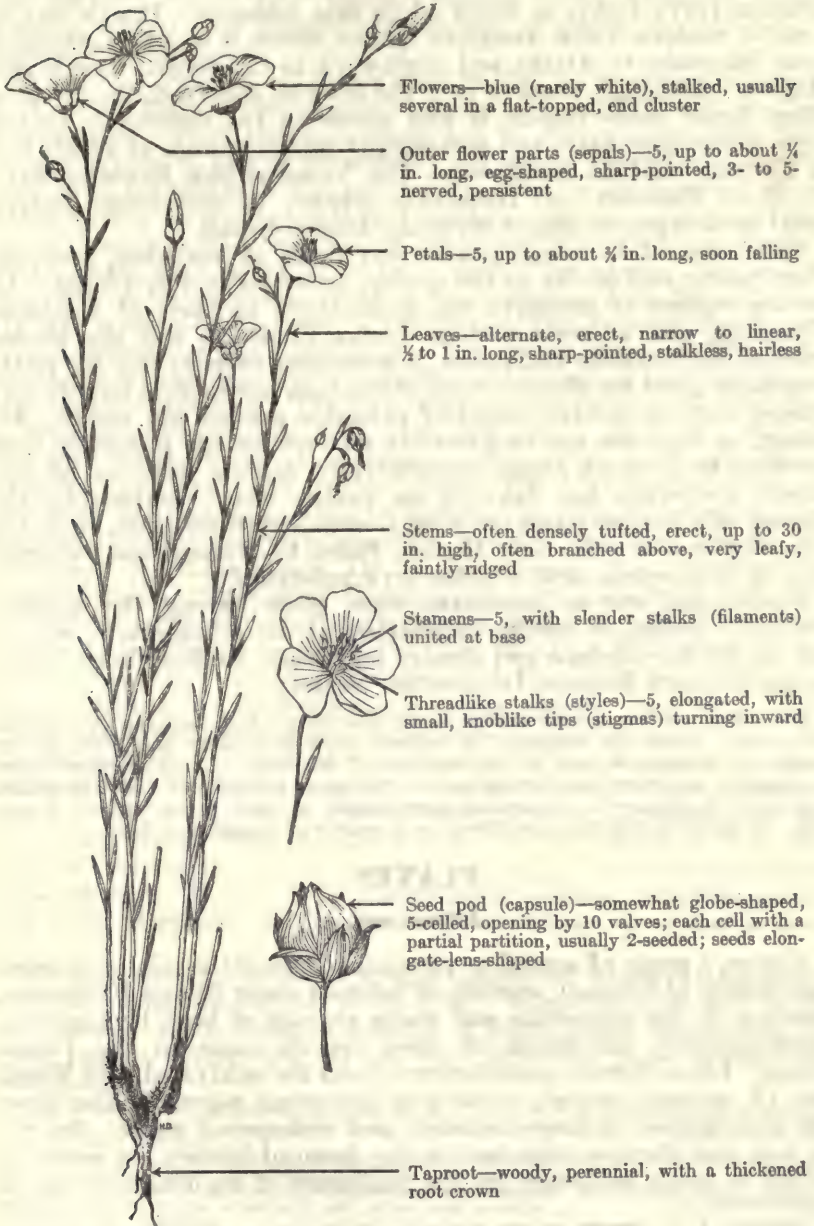 Flowers—blue (rarely white), stalked, usually
several in a flat-topped, end cluster
Outer flower parts (sepals)—5, up to about ¼
in. long, egg-shaped, sharp-pointed, 3- to 5-
nerved, persistent
Petals—5, up to about ¾ in. long, soon falling
Leaves—alternate, erect, narrow to linear,
½ to 1 in. long, sharp-pointed, stalkless, hairless
Stems—often densely tufted, erect, up to 30
in. high, often branched above, very leafy,
faintly ridged
Stamens—5, with slender stalks (filaments)
united at base
Threadlike stalks (styles)—5, elongated, with
small, knoblike tips (stigmas) turning inward
Seed pod (capsule)—somewhat globe-shaped,
5-celled, opening by 10 valves; each cell with a
partial partition, usually 2-seeded; seeds elon-
gate-lens-shaped
Taproot—woody, perennial, with a thickened
root crown